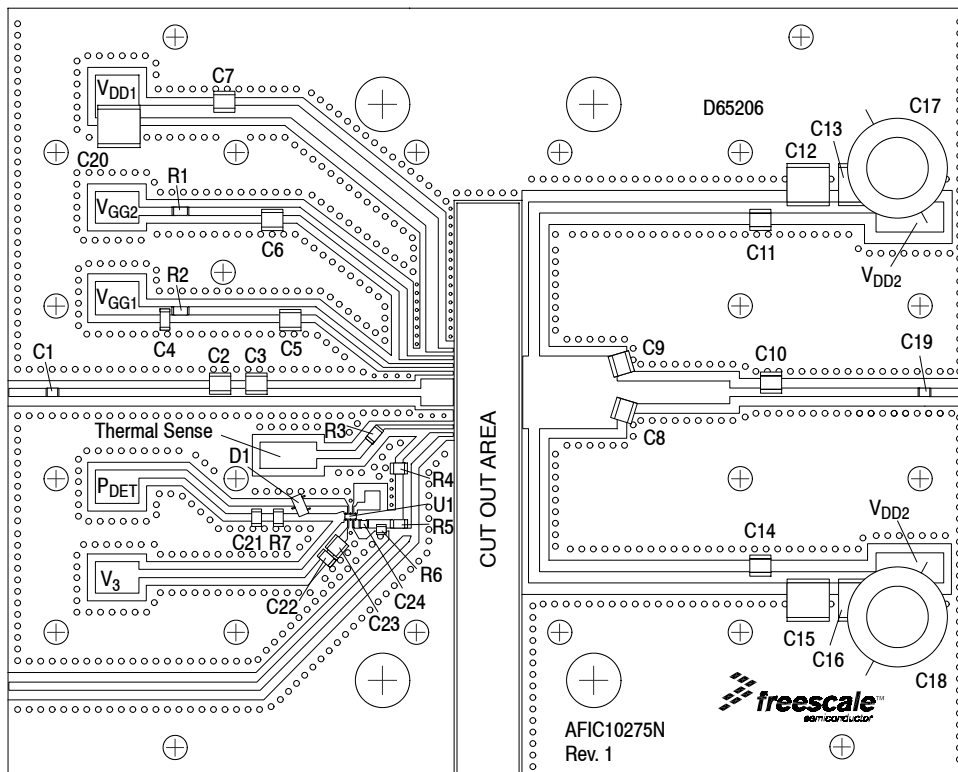 C7
VDD1
C20
D65206
C17
C13
C12
R1
VGG2
C6
C11
VDD2
R2
VGG1
C4
C5
C1
C2
C3
C9
C10
C19
C8
Thermal Sense
R3
D1
PDET
R4
U1
R5
C21
R7
R6
V3
C22
C24
C23
CUT OUT AREA
VDD2
C14
C15
C16
C18
freescale™
semiconductor
AFIC10275N
Rev. 1